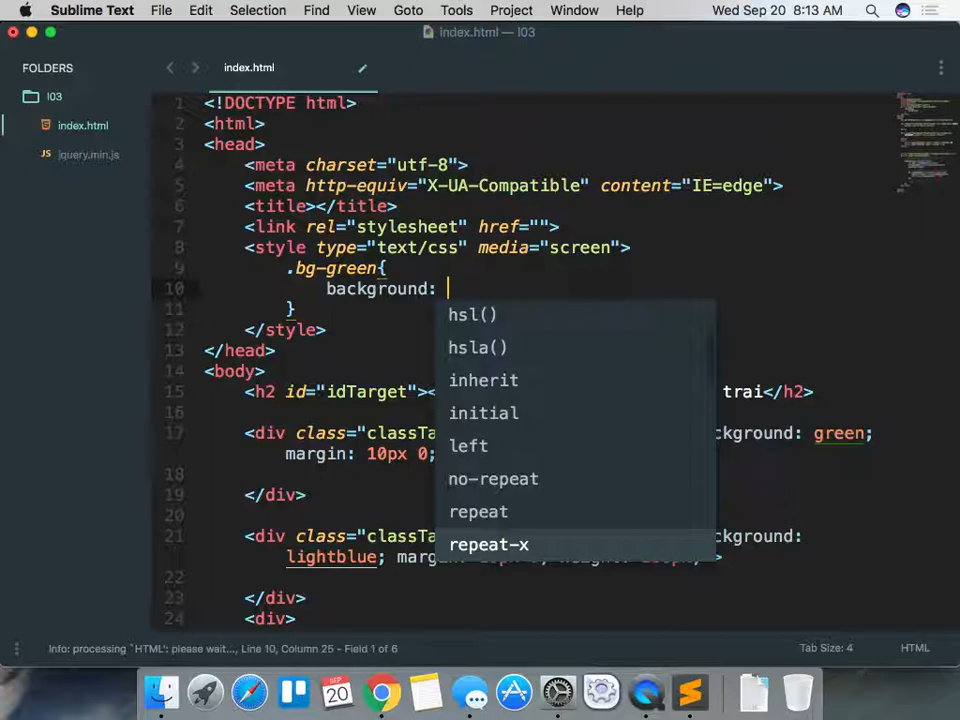 Sublime Text File Edit Selection Find View Goto Tools Project Window Help Wed Sep 20 8:13 AM
index.html — l03
FOLDERS
l03
index.html
JS jquery.min.js
index.html
1 <!DOCTYPE html>
2 <html>
3 <head>
4 <meta charset="utf-8">
5 <meta http-equiv="X-UA-Compatible" content="IE=edge">
6 <title></title>
7 <link rel="stylesheet" href="">
8 <style type="text/css" media="screen">
9 .bg-green{
10 background:
11 }
12 </style>
13 </head>
14 <body>
15 <h2 id="idTarget">< trai</h2>
16
17 <div class="classTa ckground: green;
margin: 10px 0;
18
19 </div>
20
21 <div class="classTa ckground:
lightblue; margin:
22
23 </div>
24 <div>
hsl()
hsla()
inherit
initial
left
no-repeat
repeat
repeat-x
Info: processing `HTML': please wait..., Line 10, Column 25 - Field 1 of 6 Tab Size: 4 HTML
SEP
20